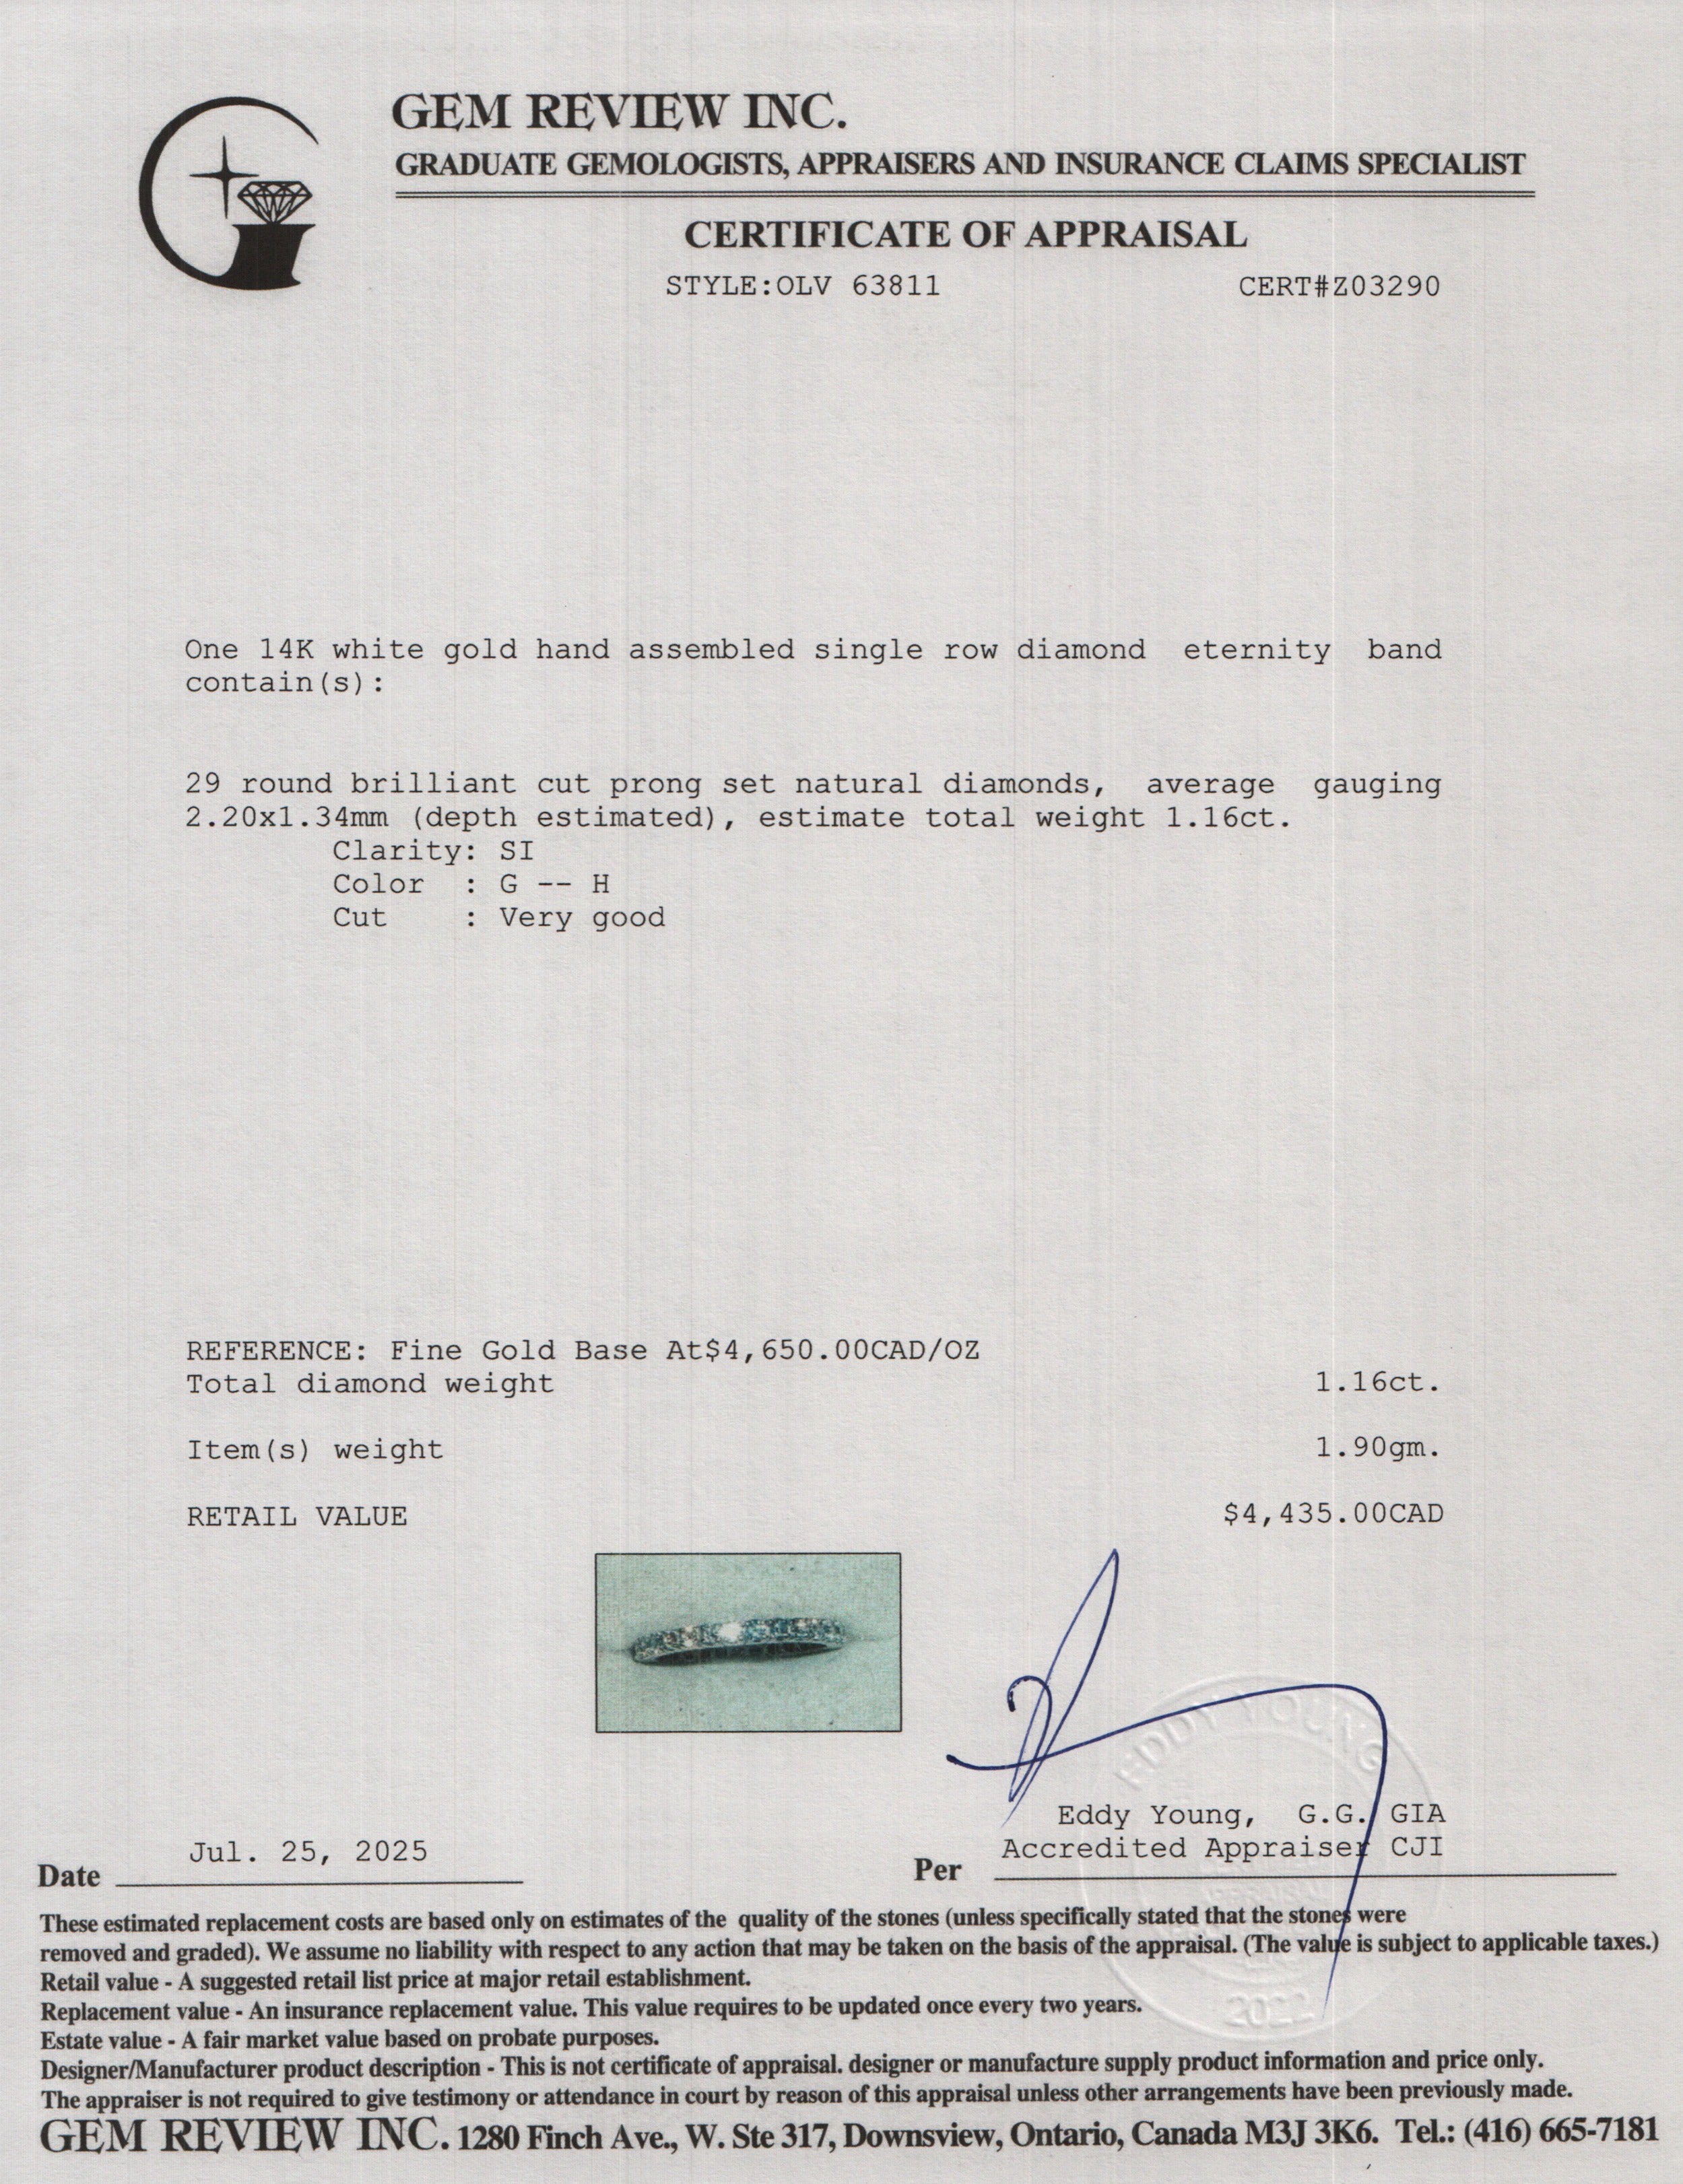 GEM REVIEW INC.
GRADUATE GEMOLOGISTS, APPRAISERS AND INSURANCE CLAIMS SPECIALIST
CERTIFICATE OF APPRAISAL
STYLE:OLV 63811 CERT#Z03290
One 14K white gold hand assembled single row diamond eternity band
contain(s):
29 round brilliant cut prong set natural diamonds, average gauging
2.20x1.34mm (depth estimated), estimate total weight 1.16ct.
Clarity: SI
Color : G -- H
Cut : Very good
REFERENCE: Fine Gold Base At$4,650.00CAD/OZ
Total diamond weight 1.16ct.
Item(s) weight 1.90gm.
RETAIL VALUE $4,435.00CAD
EDDY YOUNG
Eddy Young, G.G. GIA
Accredited Appraiser CJI
Date Jul. 25, 2025 Per
These estimated replacement costs are based only on estimates of the quality of the stones (unless specifically stated that the stones were
removed and graded). We assume no liability with respect to any action that may be taken on the basis of the appraisal. (The value is subject to applicable taxes.)
Retail value - A suggested retail list price at major retail establishment.
Replacement value - An insurance replacement value. This value requires to be updated once every two years.
2022
Estate value - A fair market value based on probate purposes.
Designer/Manufacturer product description - This is not certificate of appraisal. designer or manufacture supply product information and price only.
The appraiser is not required to give testimony or attendance in court by reason of this appraisal unless other arrangements have been previously made.
GEM REVIEW INC. 1280 Finch Ave., W. Ste 317, Downsview, Ontario, Canada M3J 3K6. Tel.: (416) 665-7181